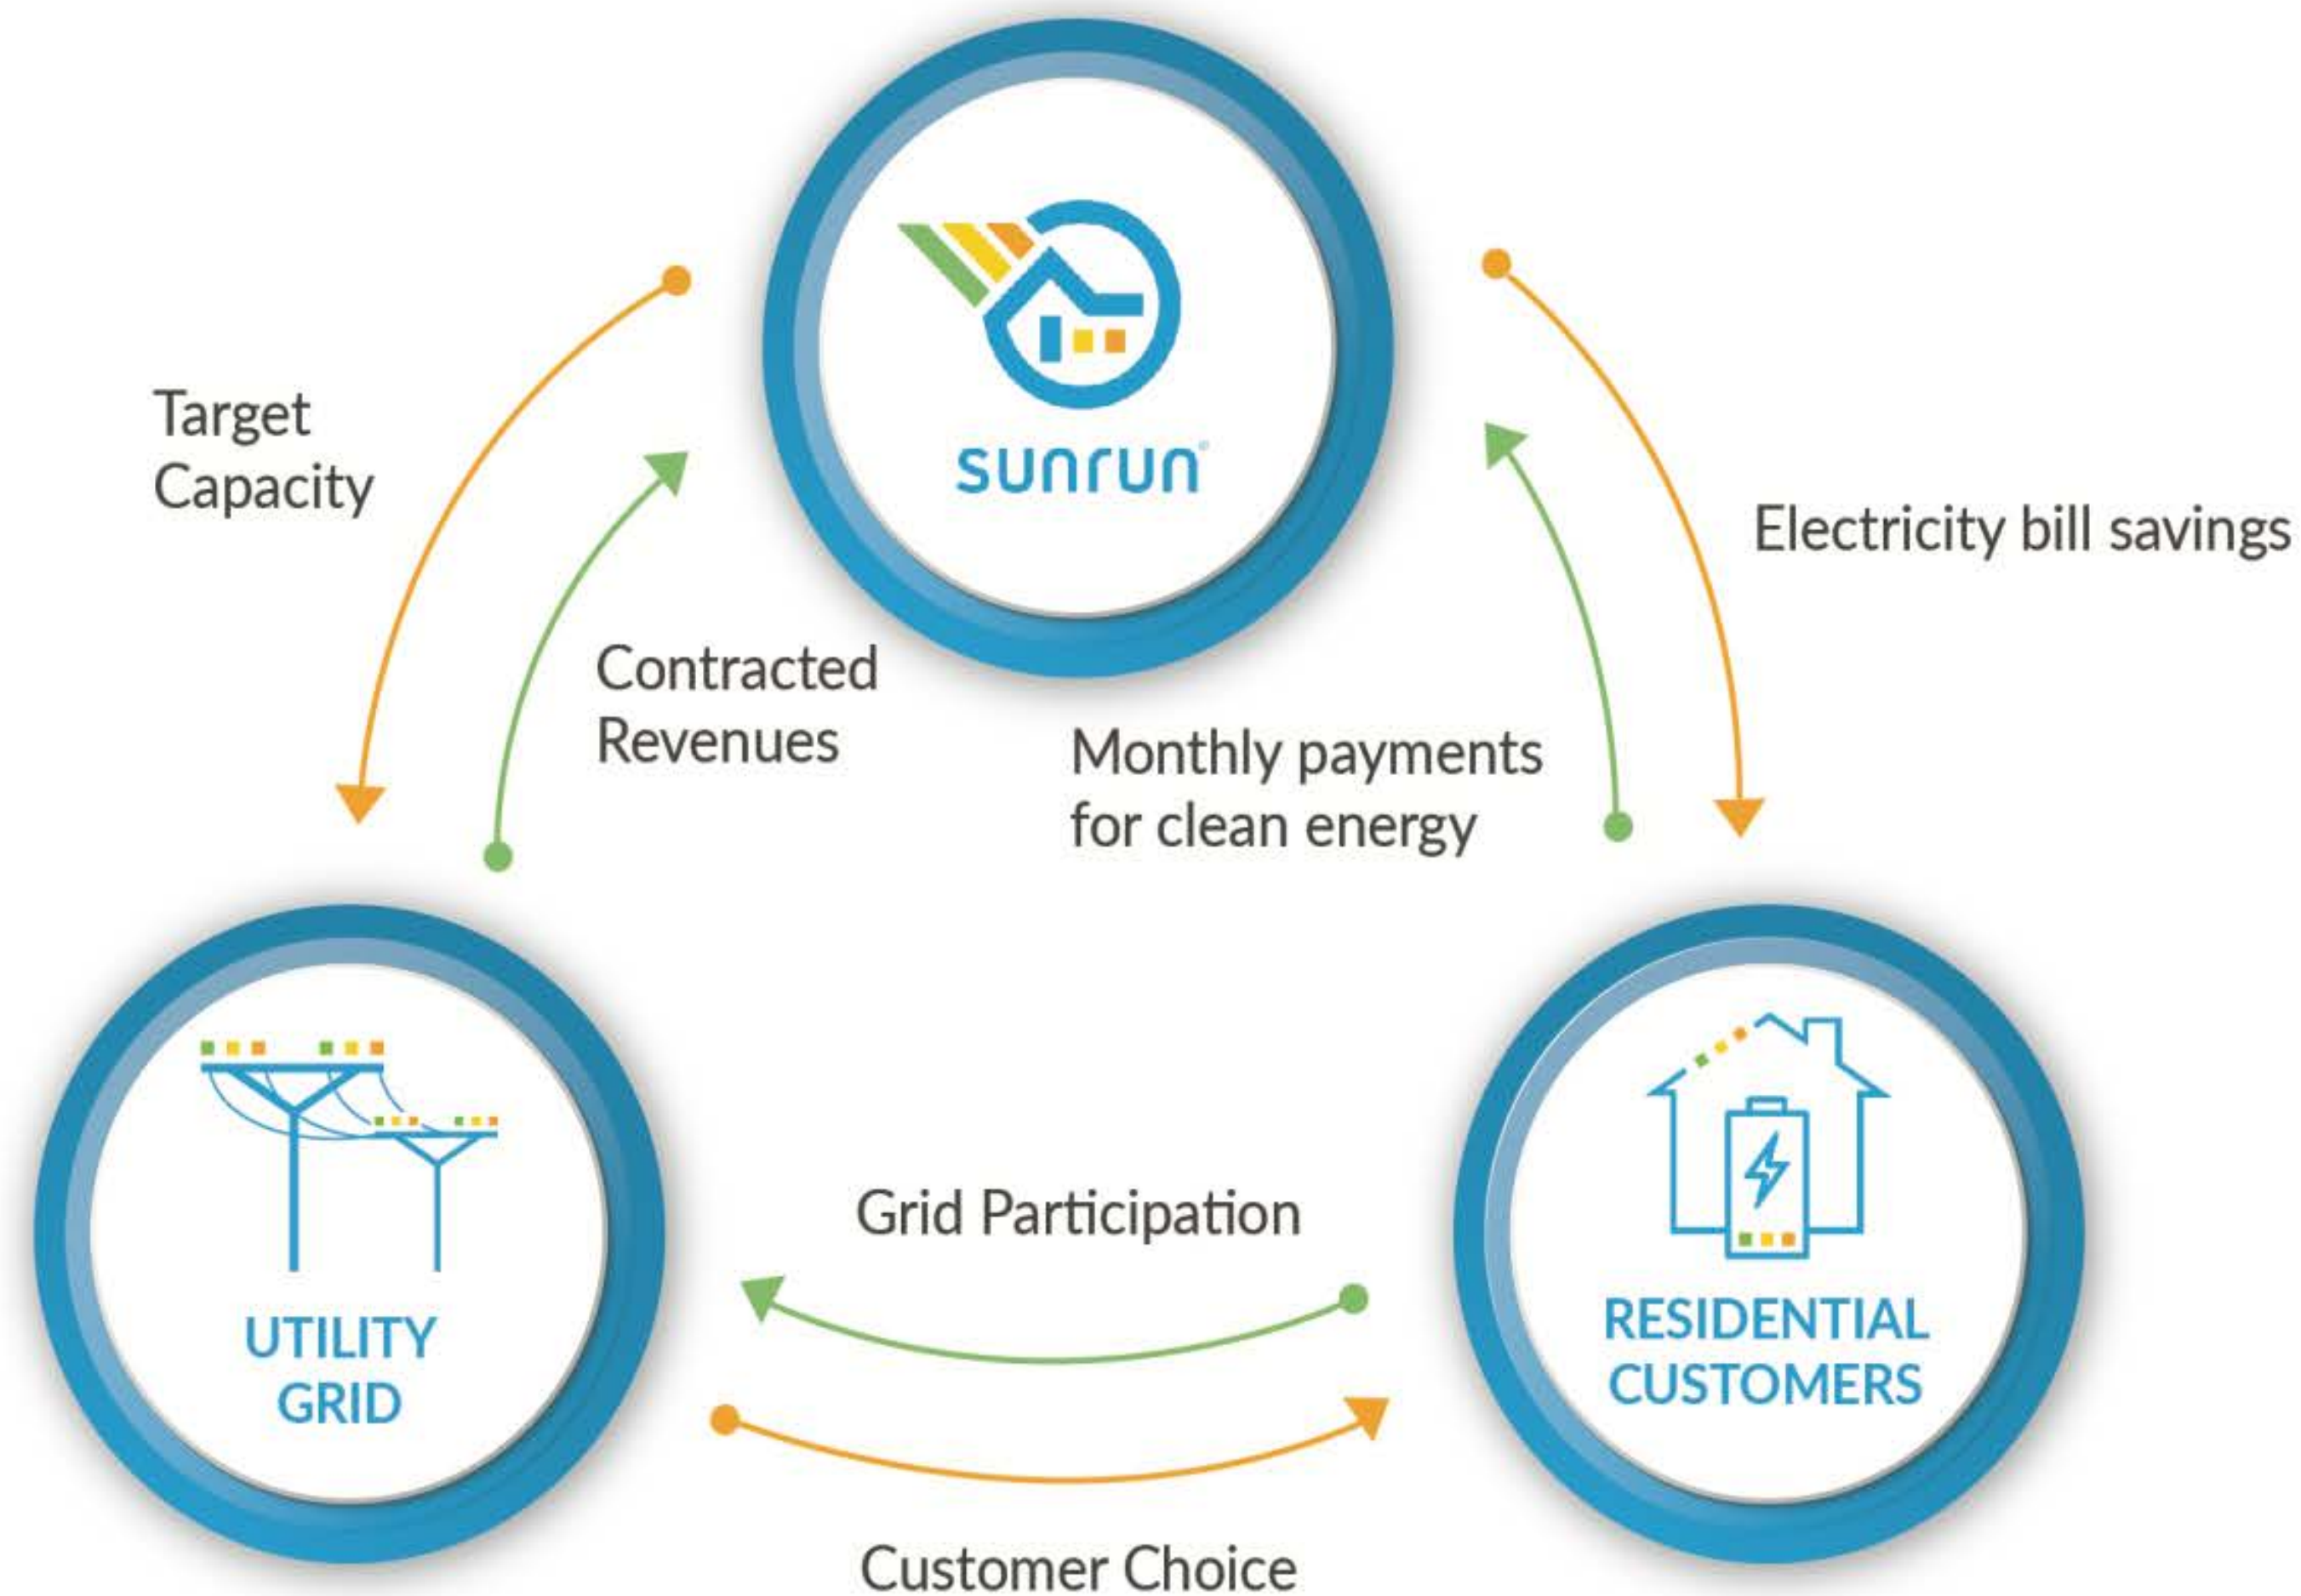 sunrun®
Target
Capacity
Electricity bill savings
Contracted
Revenues
Monthly payments
for clean energy
Grid Participation
UTILITY
GRID
RESIDENTIAL
CUSTOMERS
Customer Choice